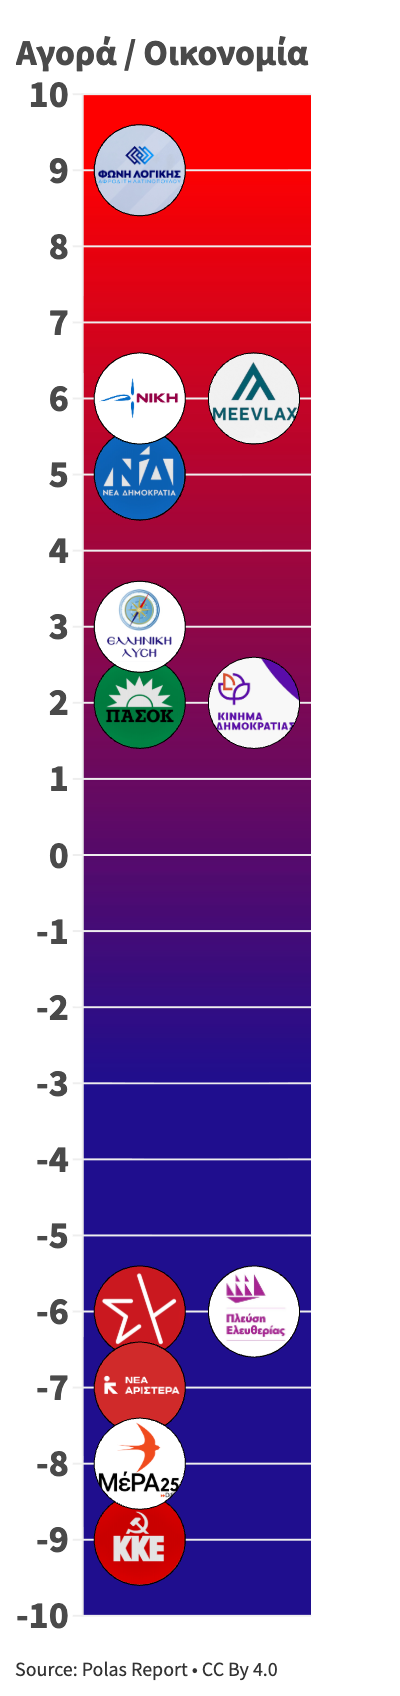 Αγορά / Οικονομία
10
9
ΦΩΝΗ ΛΟΓΙΚΗΣ
8
7
6
ΝΙΚΗ
ΜΕΕVLAX
5
ΝΔ
ΝΕΑ ΔΗΜΟΚΡΑΤΙΑ
4
3
ΕΛΛΗΝΙΚΗ
ΛΥΣΗ
2
ΠΑΣΟΚ
ΚΙΝΗΜΑ
ΔΗΜΟΚΡΑΤΙΑΣ
1
0
-1
-2
-3
-4
-5
-6
ΣΥ
Πλεύση
Ελευθερίας
-7
ΝΕΑ
ΑΡΙΣΤΕΡΑ
-8
ΜέΡΑ25
-9
ΚΚΕ
-10
Source: Polas Report • CC By 4.0